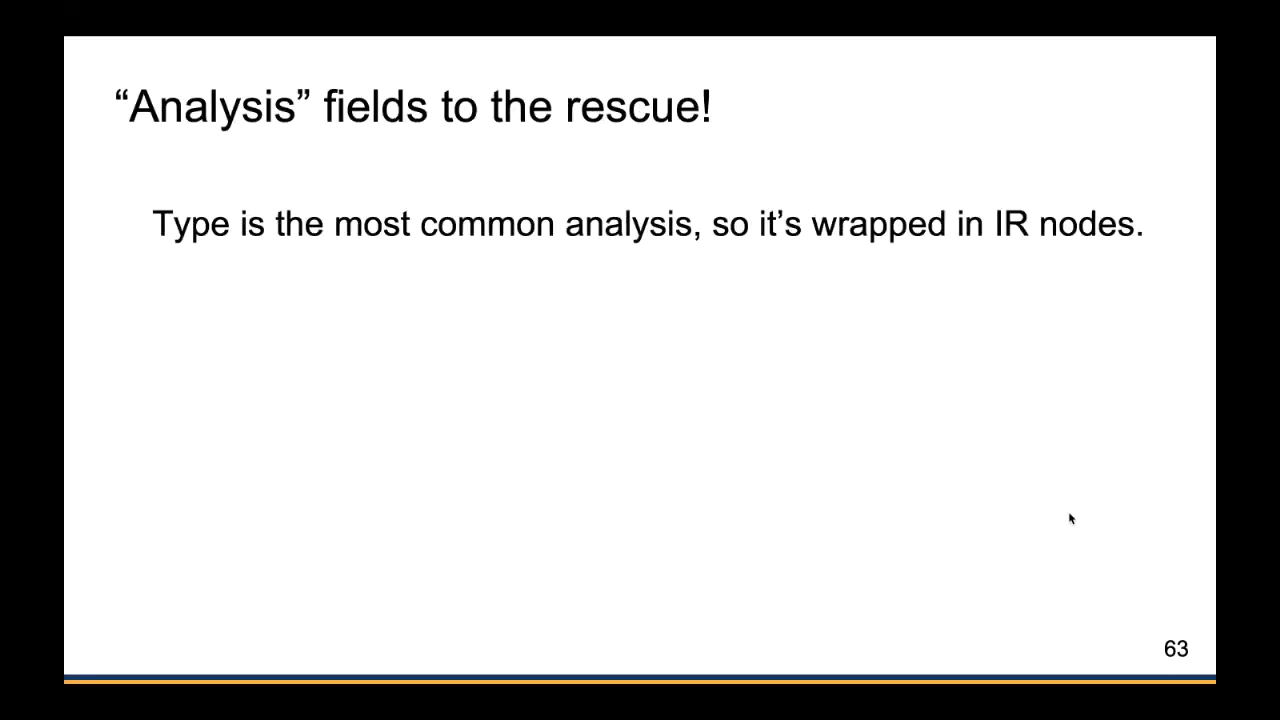 “Analysis” fields to the rescue!
Type is the most common analysis, so it’s wrapped in IR nodes.
63